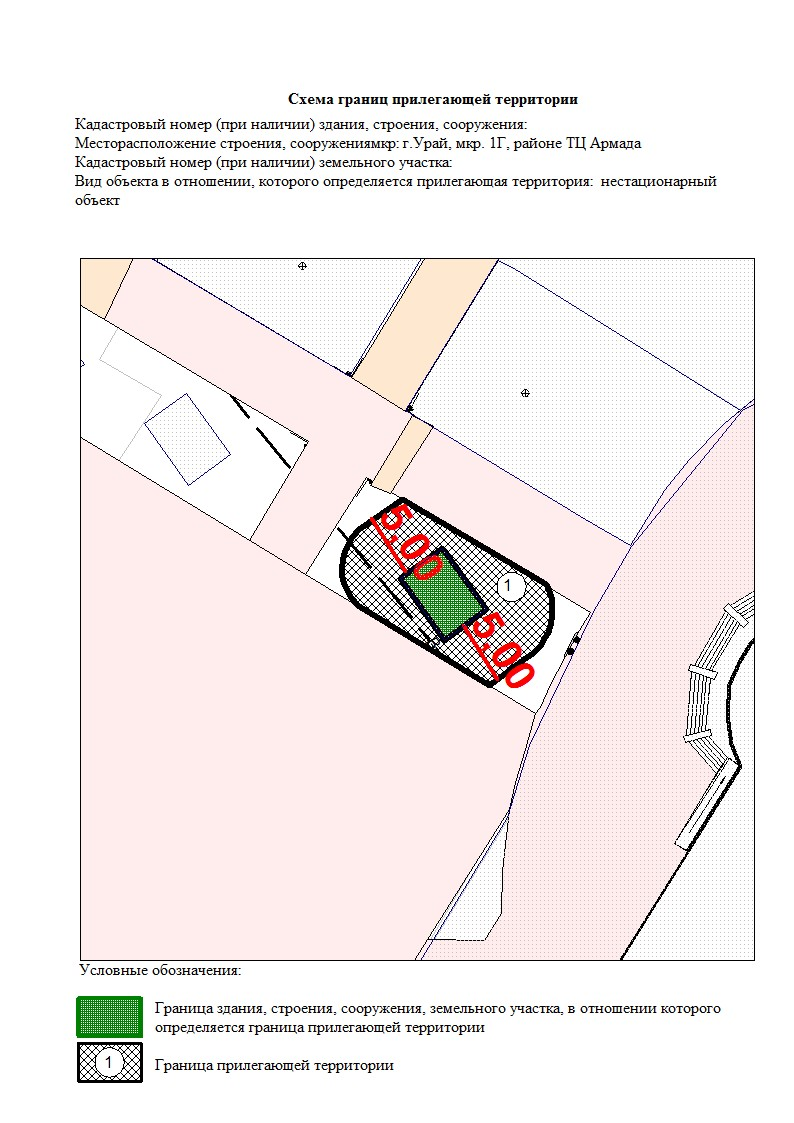 Схема границ прилегающей территории
Кадастровый номер (при наличии) здания, строения, сооружения:
Месторасположение строения, сооружениямкр: г.Урай, мкр. 1Г, районе ТЦ Армада
Кадастровый номер (при наличии) земельного участка:
Вид объекта в отношении, которого определяется прилегающая территория: нестационарный
объект
5.00
1
5.00
Условные обозначения:
Граница здания, строения, сооружения, земельного участка, в отношении которого
определяется граница прилегающей территории
1
Граница прилегающей территории